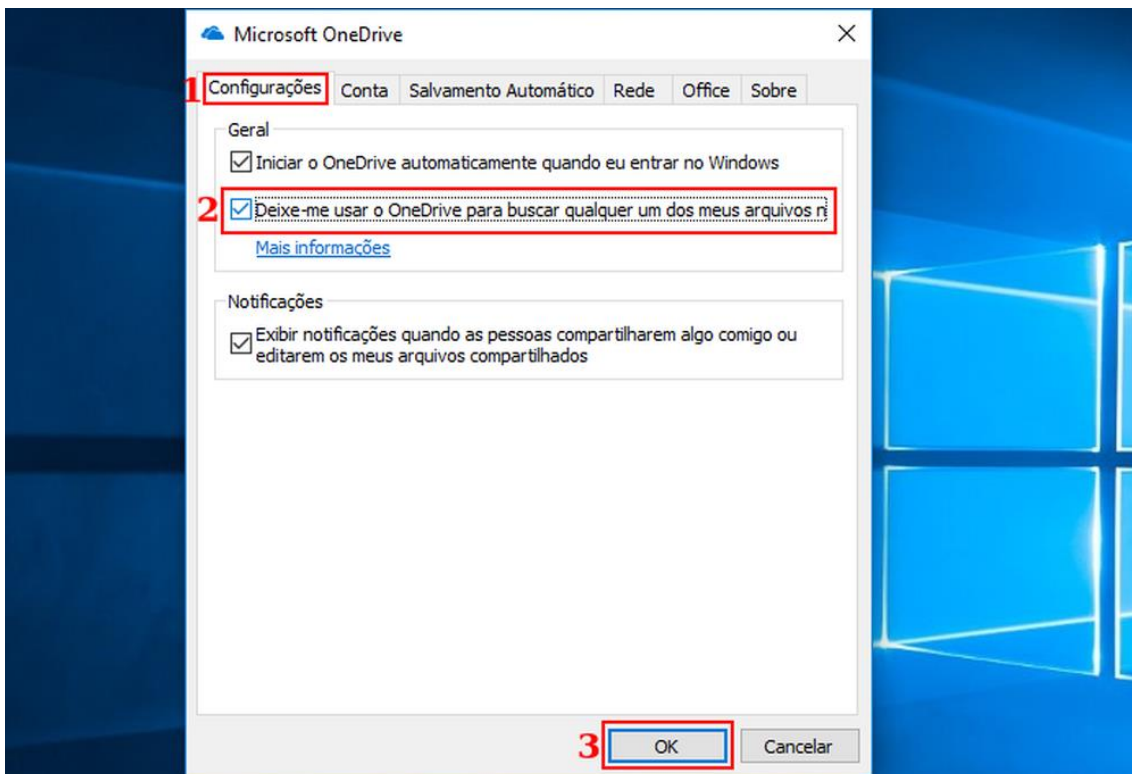 Microsoft OneDrive
1 Configurações Conta Salvamento Automático Rede Office Sobre
Geral
Iniciar o OneDrive automaticamente quando eu entrar no Windows
2 Deixe-me usar o OneDrive para buscar qualquer um dos meus arquivos n
Mais informações
Notificações
Exibir notificações quando as pessoas compartilharem algo comigo ou
editarem os meus arquivos compartilhados
3 OK Cancelar